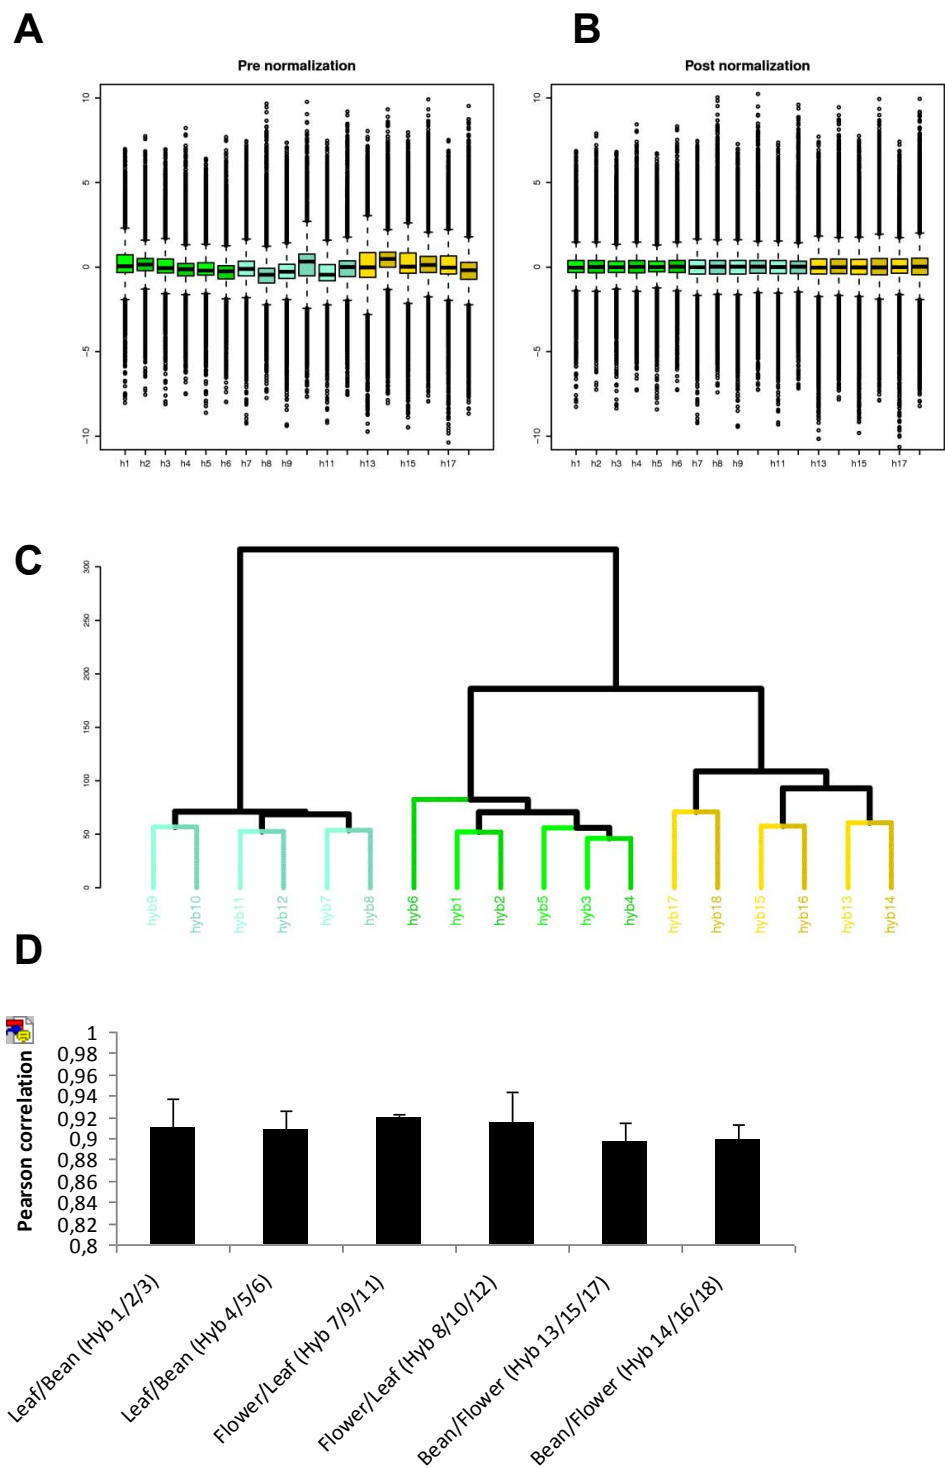 A
B
Pre normalization
Post normalization
10
5
0
−5
−10
h1 h2 h3 h4 h5 h6 h7 h8 h9 h11 h13 h15 h17
10
5
0
−5
−10
h1 h2 h3 h4 h5 h6 h7 h8 h9 h11 h13 h15 h17
C
300
250
200
150
100
50
0
hyb9 hyb10 hyb11 hyb12 hyb7 hyb8 hyb6 hyb1 hyb2 hyb5 hyb3 hyb4 hyb17 hyb18 hyb15 hyb16 hyb13 hyb14
D
Pearson correlation
1
0,98
0,96
0,94
0,92
0,9
0,88
0,86
0,84
0,82
0,8
Leaf/Bean (Hyb 1/2/3)
Leaf/Bean (Hyb 4/5/6)
Flower/Leaf (Hyb 7/9/11)
Flower/Leaf (Hyb 8/10/12)
Bean/Flower (Hyb 13/15/17)
Bean/Flower (Hyb 14/16/18)